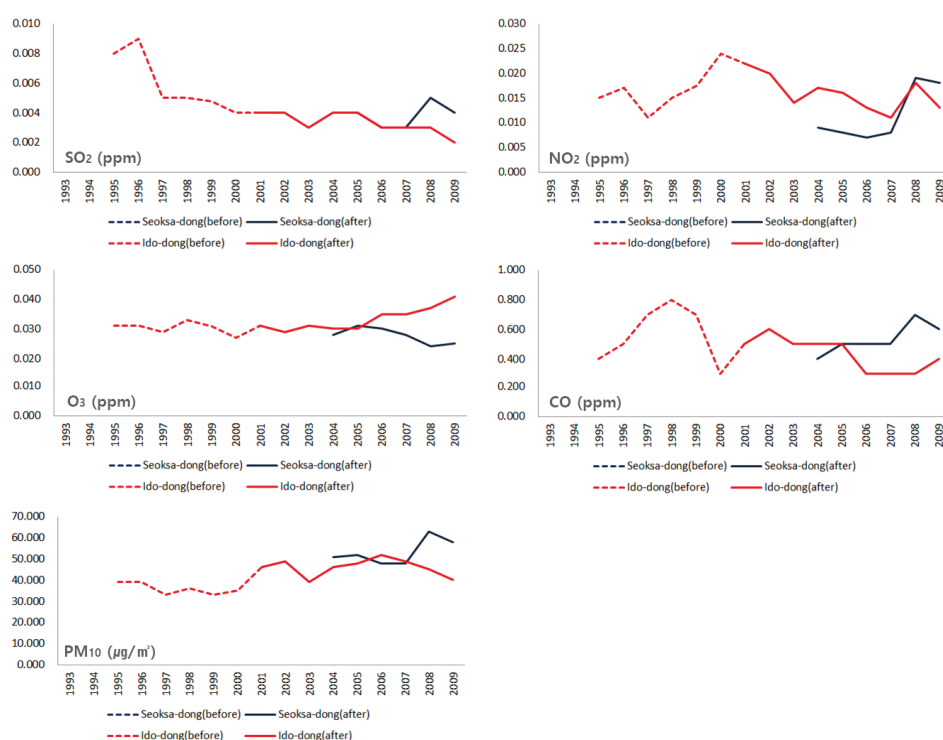 0.010
0.008
0.006
0.004
0.002
0.000
SO2 (ppm)
1993 1994 1995 1996 1997 1998 1999 2000 2001 2002 2003 2004 2005 2006 2007 2008 2009
Seoksa-dong(before) Seoksa-dong(after)
Ido-dong(before) Ido-dong(after)
0.030
0.025
0.020
0.015
0.010
0.005
0.000
NO2 (ppm)
1993 1994 1995 1996 1997 1998 1999 2000 2001 2002 2003 2004 2005 2006 2007 2008 2009
Seoksa-dong(before) Seoksa-dong(after)
Ido-dong(before) Ido-dong(after)
0.050
0.040
0.030
0.020
0.010
0.000
O3 (ppm)
1993 1994 1995 1996 1997 1998 1999 2000 2001 2002 2003 2004 2005 2006 2007 2008 2009
Seoksa-dong(before) Seoksa-dong(after)
Ido-dong(before) Ido-dong(after)
1.000
0.800
0.600
0.400
0.200
0.000
CO (ppm)
1993 1994 1995 1996 1997 1998 1999 2000 2001 2002 2003 2004 2005 2006 2007 2008 2009
Seoksa-dong(before) Seoksa-dong(after)
Ido-dong(before) Ido-dong(after)
70.000
60.000
50.000
40.000
30.000
20.000
10.000
0.000
PM10 (μg/㎥)
1993 1994 1995 1996 1997 1998 1999 2000 2001 2002 2003 2004 2005 2006 2007 2008 2009
Seoksa-dong(before) Seoksa-dong(after)
Ido-dong(before) Ido-dong(after)